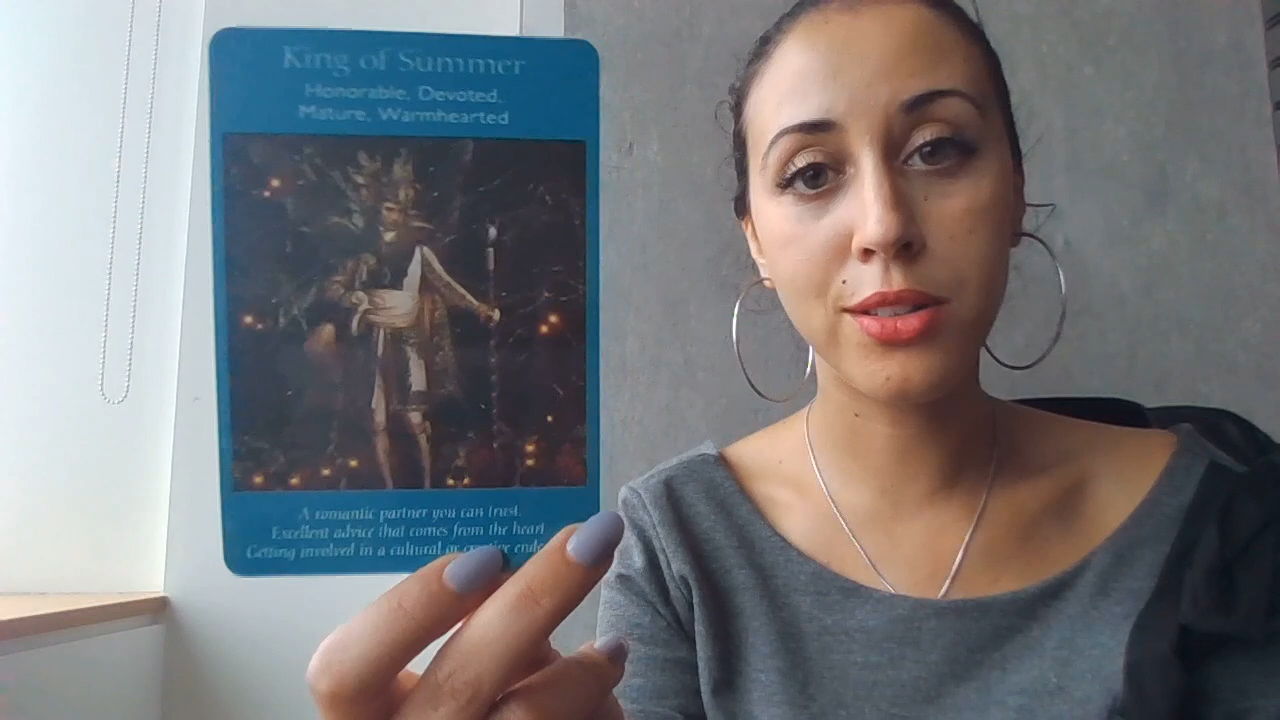 King of Summer
Honorable, Devoted,
Mature, Warmhearted
A romantic partner you can trust.
Excellent advice that comes from the heart
Getting involved in a cultural or